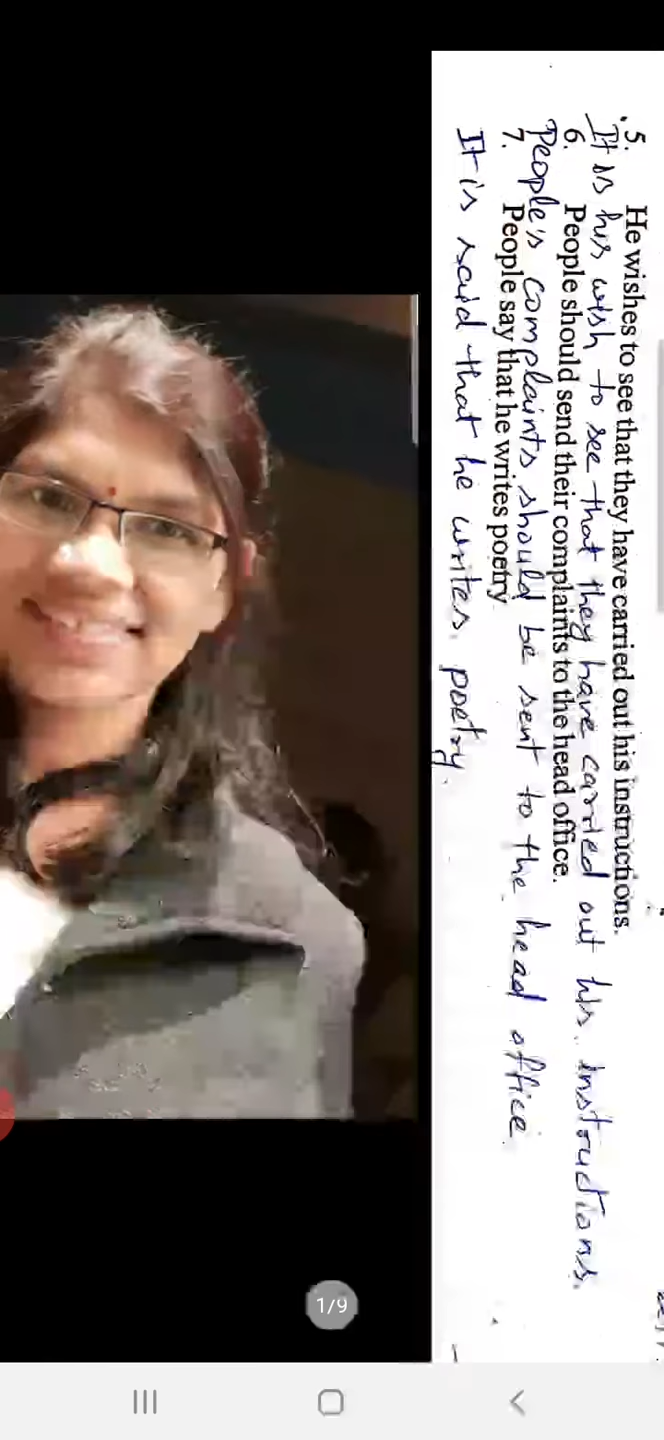 5. He wishes to see that they have carried out his instructions.
It is his wish to see that they have carried out his instructions.
6. People should send their complaints to the head office.
People's complaints should be sent to the head office.
7. People say that he writes poetry
It is said that he writes poetry.
1/9